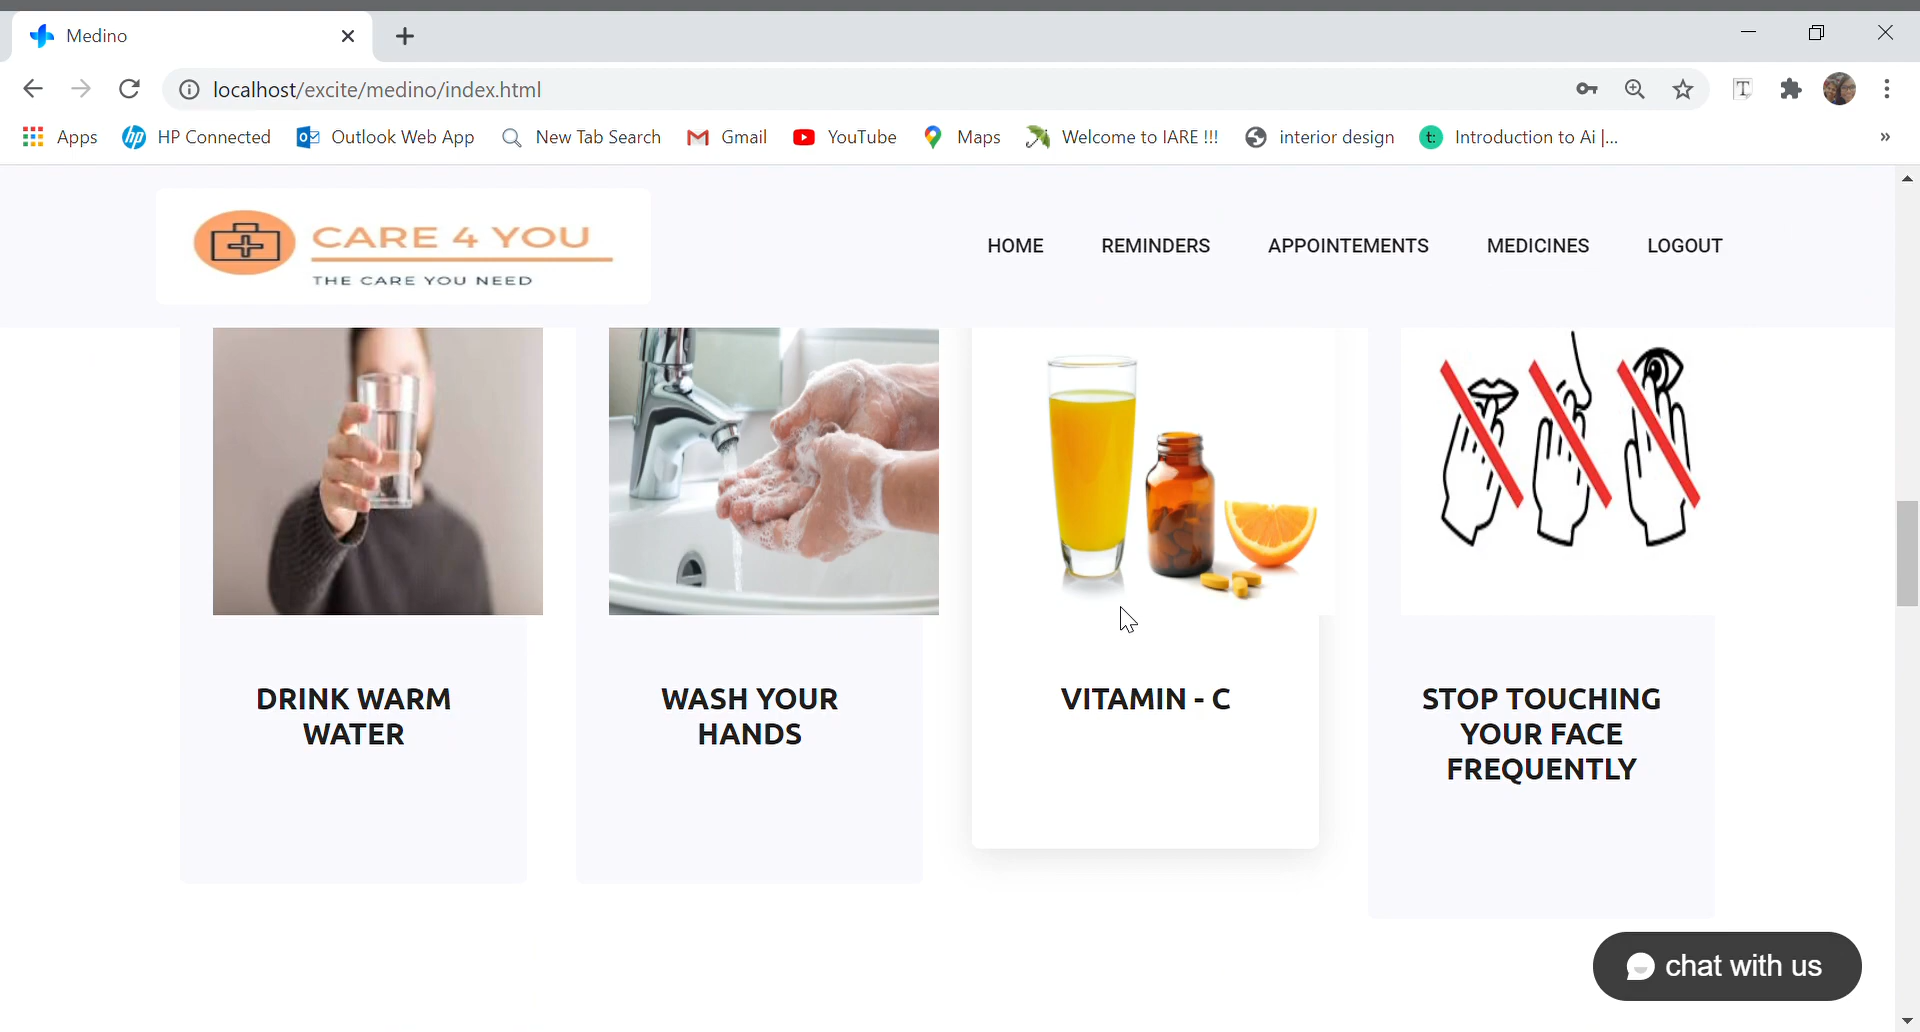 Medino
localhost/excite/medino/index.html
Apps
HP Connected
Outlook Web App
New Tab Search
Gmail
YouTube
Maps
Welcome to IARE !!!
interior design
t:
Introduction to Ai |...
»
CARE 4 YOU
THE CARE YOU NEED
HOME
REMINDERS
APPOINTEMENTS
MEDICINES
LOGOUT
DRINK WARM
WATER
WASH YOUR
HANDS
VITAMIN - C
STOP TOUCHING
YOUR FACE
FREQUENTLY
chat with us